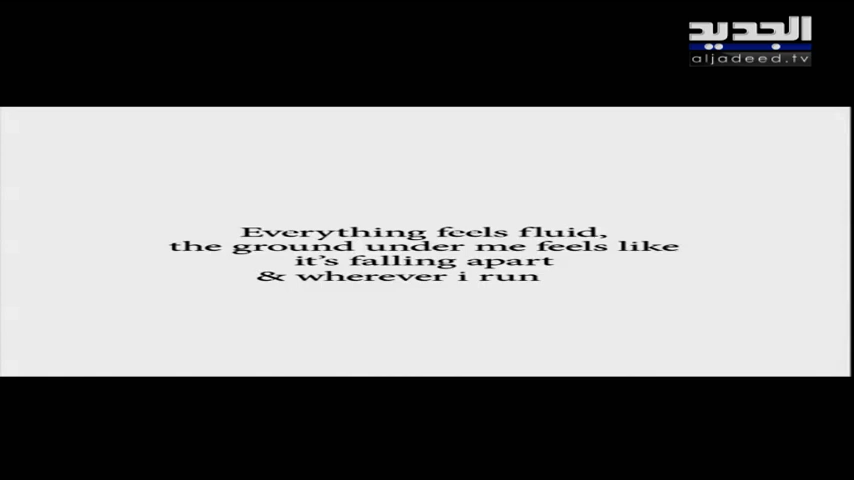 الجديد
aljadeed.tv
Everything feels fluid,
the ground under me feels like
it's falling apart
& wherever i run